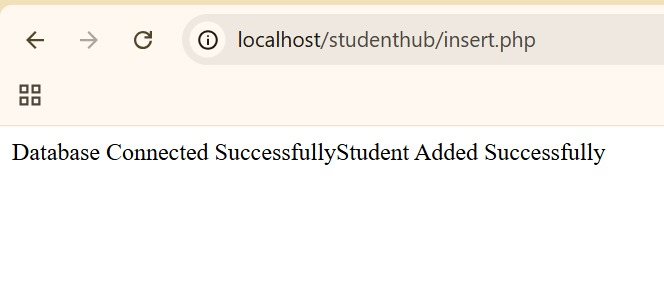 localhost/studenthub/insert.php
Database Connected SuccessfullyStudent Added Successfully